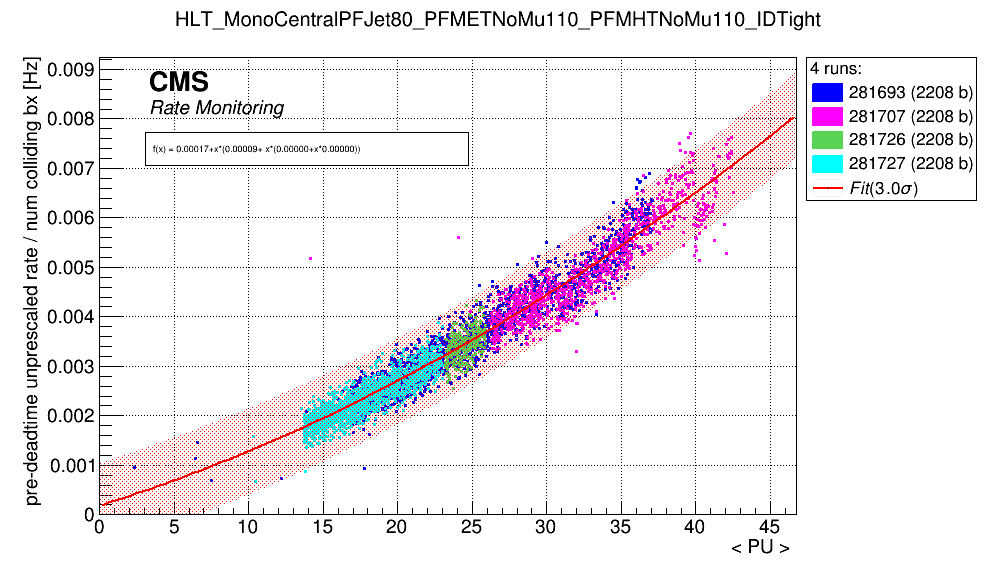 HLT_MonoCentralPFJet80_PFMETNoMu110_PFMHTNoMu110_IDTight
pre-deadtime unprescaled rate / num colliding bx [Hz]
0.009
0.008
0.007
0.006
0.005
0.004
0.003
0.002
0.001
0
CMS
Rate Monitoring
f(x) = 0.00017+x*(0.00009+ x*(0.00000+x*0.00000))
4 runs:
281693 (2208 b)
281707 (2208 b)
281726 (2208 b)
281727 (2208 b)
Fit(3.0σ)
0 5 10 15 20 25 30 35 40 45
< PU >